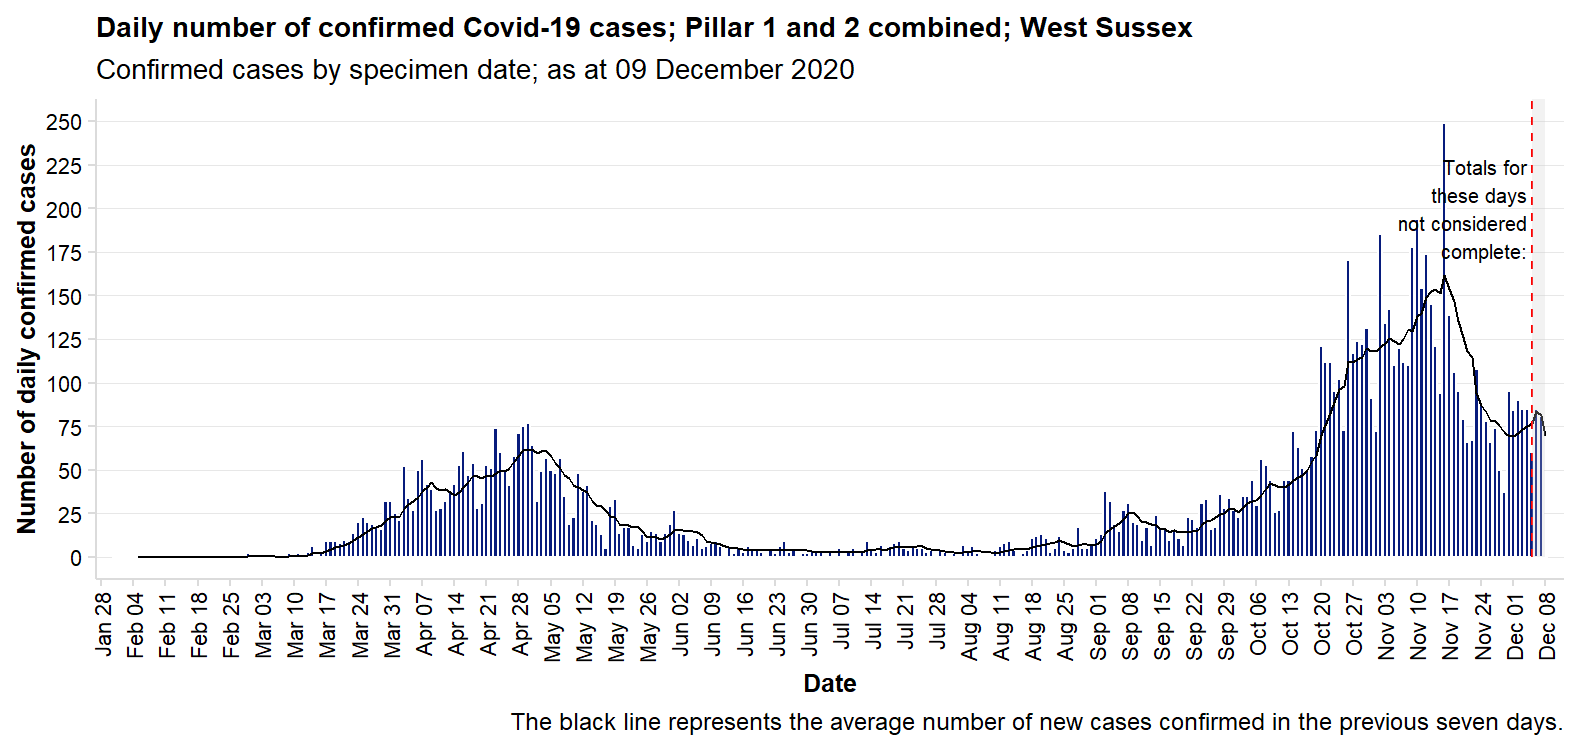 Daily number of confirmed Covid-19 cases; Pillar 1 and 2 combined; West Sussex
Confirmed cases by specimen date; as at 09 December 2020
Number of daily confirmed cases
250
225
200
175
150
125
100
75
50
25
0
Totals for
these days
not considered
complete:
Jan 28
Feb 04
Feb 11
Feb 18
Feb 25
Mar 03
Mar 10
Mar 17
Mar 24
Mar 31
Apr 07
Apr 14
Apr 21
Apr 28
May 05
May 12
May 19
May 26
Jun 02
Jun 09
Jun 16
Jun 23
Jun 30
Jul 07
Jul 14
Jul 21
Jul 28
Aug 04
Aug 11
Aug 18
Aug 25
Sep 01
Sep 08
Sep 15
Sep 22
Sep 29
Oct 06
Oct 13
Oct 20
Oct 27
Nov 03
Nov 10
Nov 17
Nov 24
Dec 01
Dec 08
Date
The black line represents the average number of new cases confirmed in the previous seven days.